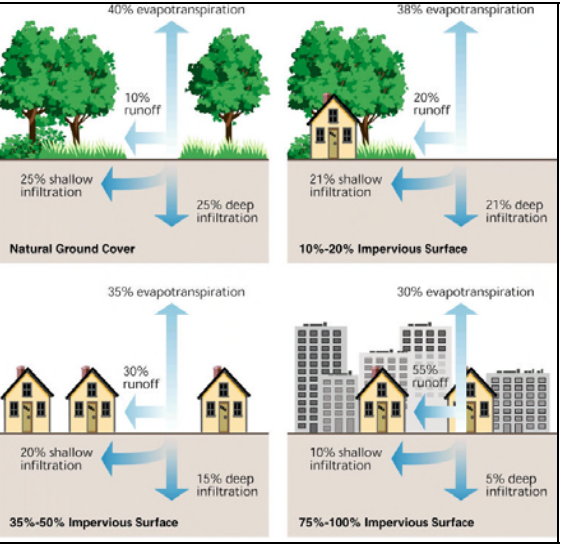 40% evapotranspiration
10%
runoff
25% shallow
infiltration
25% deep
infiltration
Natural Ground Cover
38% evapotranspiration
20%
runoff
21% shallow
infiltration
21% deep
infiltration
10%-20% Impervious Surface
35% evapotranspiration
30%
runoff
20% shallow
infiltration
15% deep
infiltration
35%-50% Impervious Surface
30% evapotranspiration
55%
runoff
10% shallow
infiltration
5% deep
infiltration
75%-100% Impervious Surface